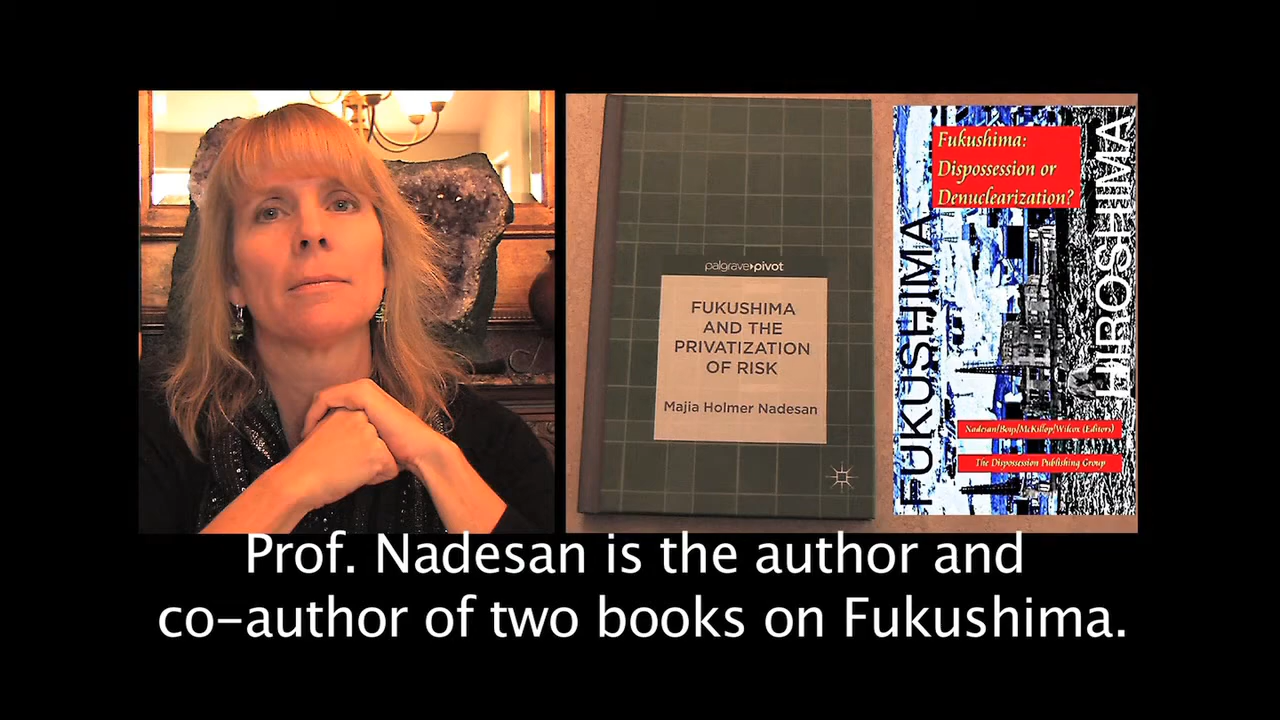 palgrave▸pivot
FUKUSHIMA
AND THE
PRIVATIZATION
OF RISK
Majia Holmer Nadesan
Fukushima:
Dispossession or
Denuclearization?
FUKUSHIMA
HIROSHIMA
Nadesan/Boys/McKillop/Wilcox (Editors)
The Dispossession Publishing Group
Prof. Nadesan is the author and
co-author of two books on Fukushima.